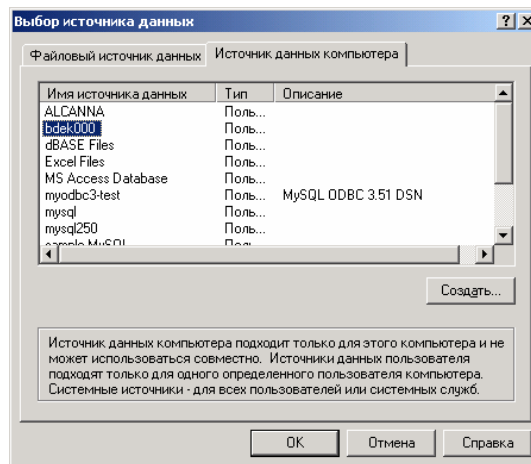 Выбор источника данных
Файловый источник данных Источник данных компьютера
Имя источника данных Тип Описание
ALCANNA Поль...
bdek000 Поль...
dBASE Files Поль...
Excel Files Поль...
MS Access Database Поль...
myodbc3-test Поль... MySQL ODBC 3.51 DSN
mysql Поль...
mysql250 Поль...
sample MySQL Поль...
Создать...
Источник данных компьютера подходит только для этого компьютера и не
может использоваться совместно. Источники данных пользователя
подходят только для одного определенного пользователя компьютера.
Системные источники - для всех пользователей или системных служб.
OK Отмена Справка